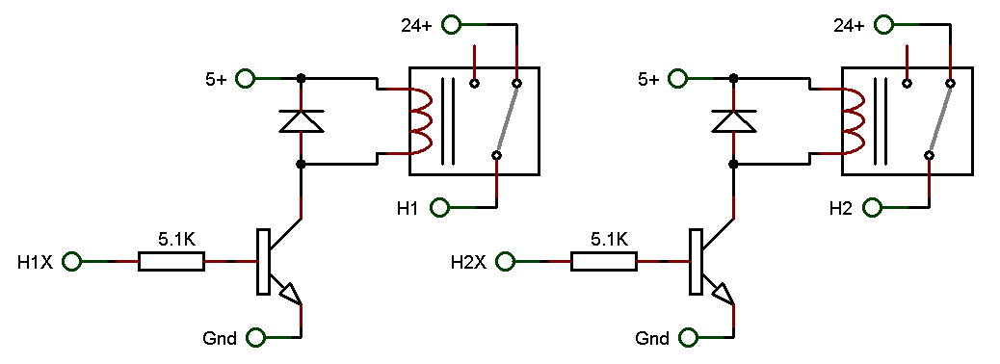 24+
24+
5+
5+
H1
H2
5.1K
5.1K
H1X
H2X
Gnd
Gnd